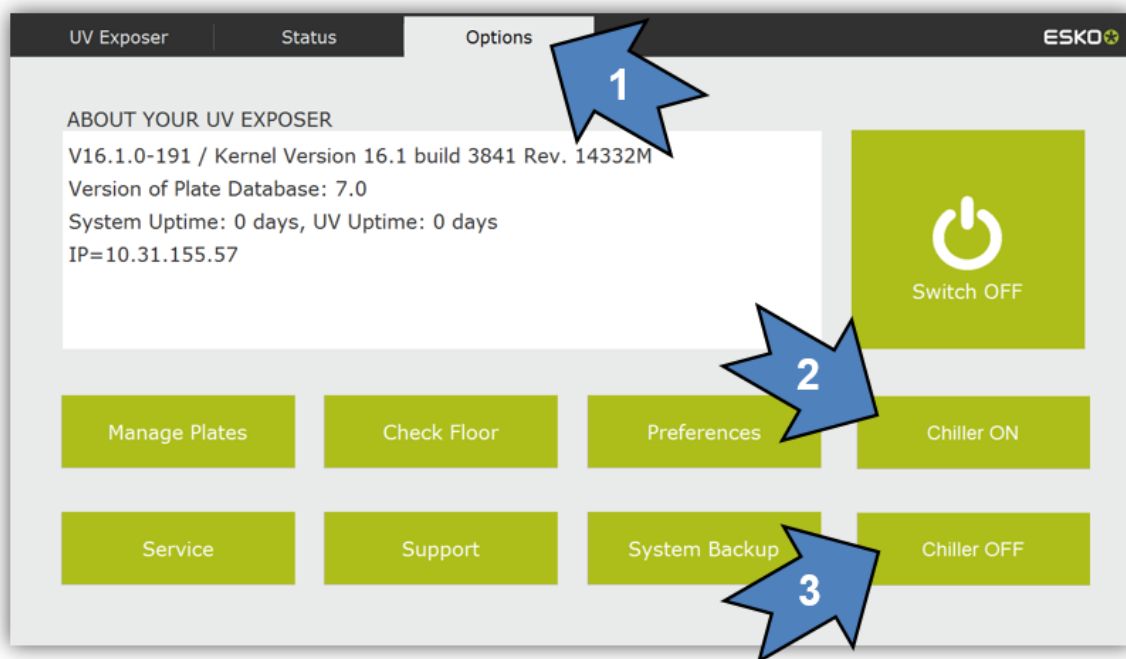 UV Exposer Status Options ESKO
1
ABOUT YOUR UV EXPOSER
V16.1.0-191 / Kernel Version 16.1 build 3841 Rev. 14332M
Version of Plate Database: 7.0
System Uptime: 0 days, UV Uptime: 0 days
IP=10.31.155.57
Switch OFF
2
Manage Plates Check Floor Preferences Chiller ON
Service Support System Backup Chiller OFF
3